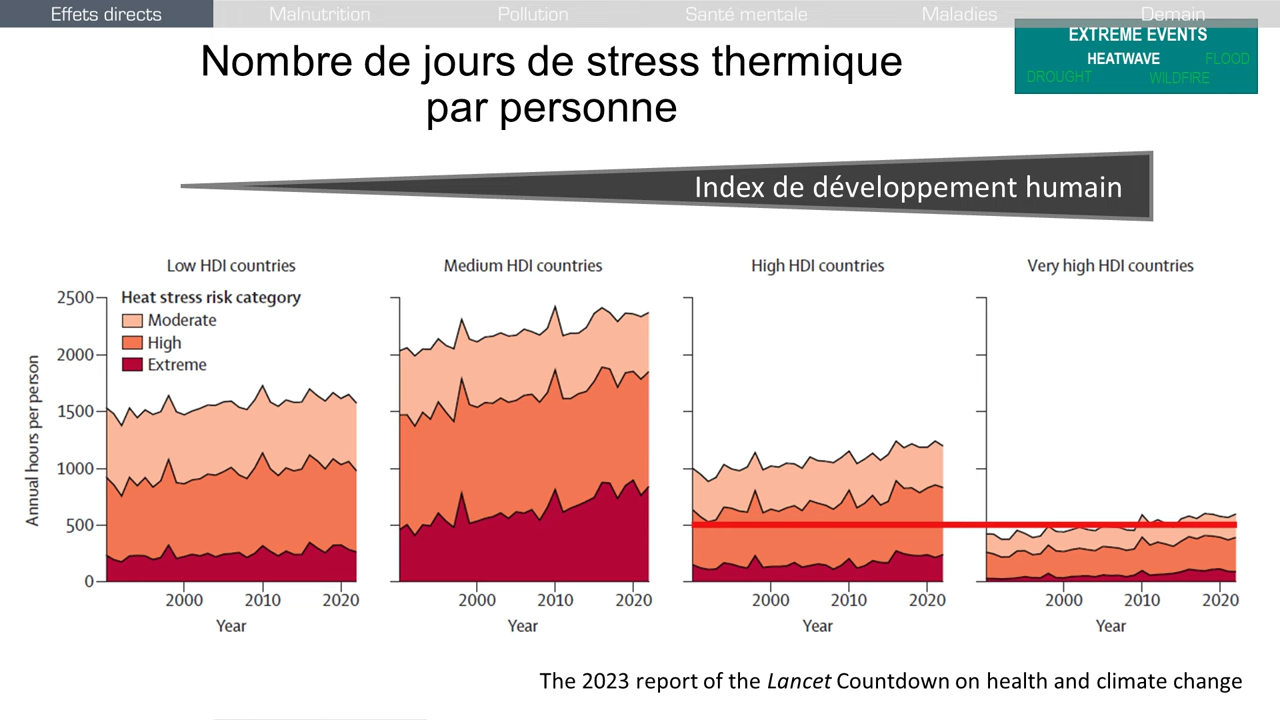 Effets directs Malnutrition Pollution Santé mentale Maladies Demain
Nombre de jours de stress thermique
par personne
EXTREME EVENTS
HEATWAVE FLOOD
DROUGHT WILDFIRE
Index de développement humain
Low HDI countries Medium HDI countries High HDI countries Very high HDI countries
Heat stress risk category
Moderate
High
Extreme
Annual hours per person
2500
2000
1500
1000
500
0
2000 2010 2020 2000 2010 2020 2000 2010 2020 2000 2010 2020
Year Year Year Year
The 2023 report of the Lancet Countdown on health and climate change